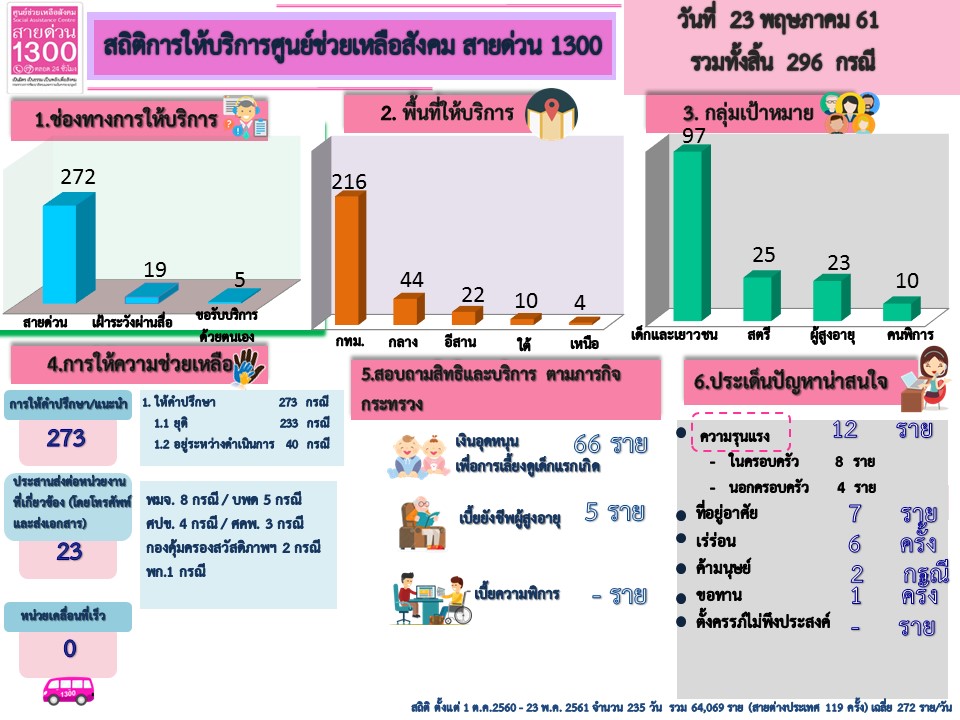 ศูนย์ช่วยเหลือสังคม
Social Assistance Centre
สายด่วน
1300
ตลอด 24 ชั่วโมง
สถิติการให้บริการศูนย์ช่วยเหลือสังคม สายด่วน 1300
วันที่ 23 พฤษภาคม 61
รวมทั้งสิ้น 296 กรณี
1.ช่องทางการให้บริการ
272
19
5
สายด่วน
เฝ้าระวังผ่านสื่อ
ขอรับบริการ
ด้วยตนเอง
2. พื้นที่ให้บริการ
216
44
22
10
4
กทม.
กลาง
อีสาน
ใต้
เหนือ
3. กลุ่มเป้าหมาย
97
25
23
10
เด็กและเยาวชน
สตรี
ผู้สูงอายุ
คนพิการ
4.การให้ความช่วยเหลือ
การให้คำปรึกษา/แนะนำ
273
1. ให้คำปรึกษา 273 กรณี
1.1 ยุติ 233 กรณี
1.2 อยู่ระหว่างดำเนินการ 40 กรณี
ประสานส่งต่อหน่วยงาน
ที่เกี่ยวข้อง (โดยโทรศัพท์
และส่งเอกสาร)
23
พมจ. 8 กรณี / บพด 5 กรณี
ศปช. 4 กรณี / ศคพ. 3 กรณี
กองคุ้มครองสวัสดิภาพฯ 2 กรณี
พก.1 กรณี
หน่วยเคลื่อนที่เร็ว
0
1300
5.สอบถามสิทธิและบริการ ตามภารกิจ
กระทรวง
เงินอุดหนุน 66 ราย
เพื่อการเลี้ยงดูเด็กแรกเกิด
เบี้ยยังชีพผู้สูงอายุ 5 ราย
เบี้ยความพิการ - ราย
6.ประเด็นปัญหาน่าสนใจ
ความรุนแรง 12 ราย
- ในครอบครัว 8 ราย
- นอกครอบครัว 4 ราย
ที่อยู่อาศัย 7 ราย
เร่ร่อน 6 ครั้ง
ค้ามนุษย์ 2 กรณี
ขอทาน 1 ครั้ง
ตั้งครรภ์ไม่พึงประสงค์ - ราย
สถิติ ตั้งแต่ 1 ต.ค.2560 - 23 พ.ค. 2561 จำนวน 235 วัน รวม 64,069 ราย (สายต่างประเทศ 119 ครั้ง) เฉลี่ย 272 ราย/วัน